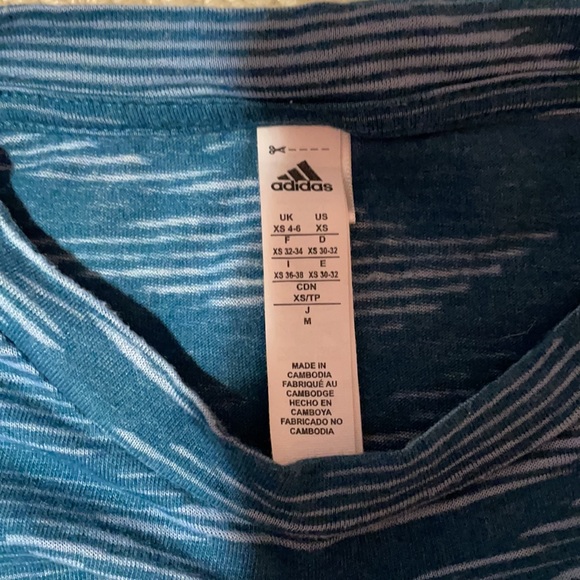 adidas
UK US
XS 4-6 XS
F D
XS 32-34 XS 30-32
I E
XS 36-38 XS 30-32
CDN
XS/TP
J
M
MADE IN
CAMBODIA
FABRIQUÉ AU
CAMBODGE
HECHO EN
CAMBOYA
FABRICADO NO
CAMBODIA